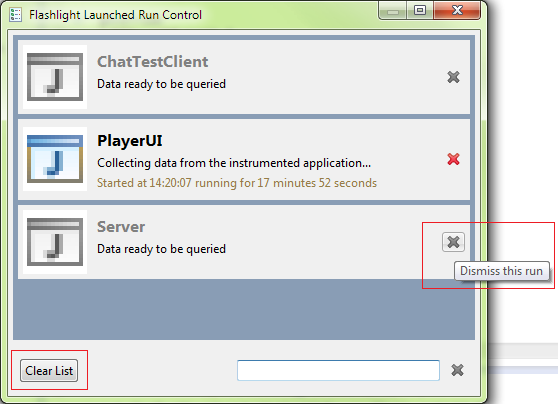 Flashlight Launched Run Control
ChatTestClient
Data ready to be queried
PlayerUI
Collecting data from the instrumented application...
Started at 14:20:07 running for 17 minutes 52 seconds
Server
Data ready to be queried
Dismiss this run
Clear List